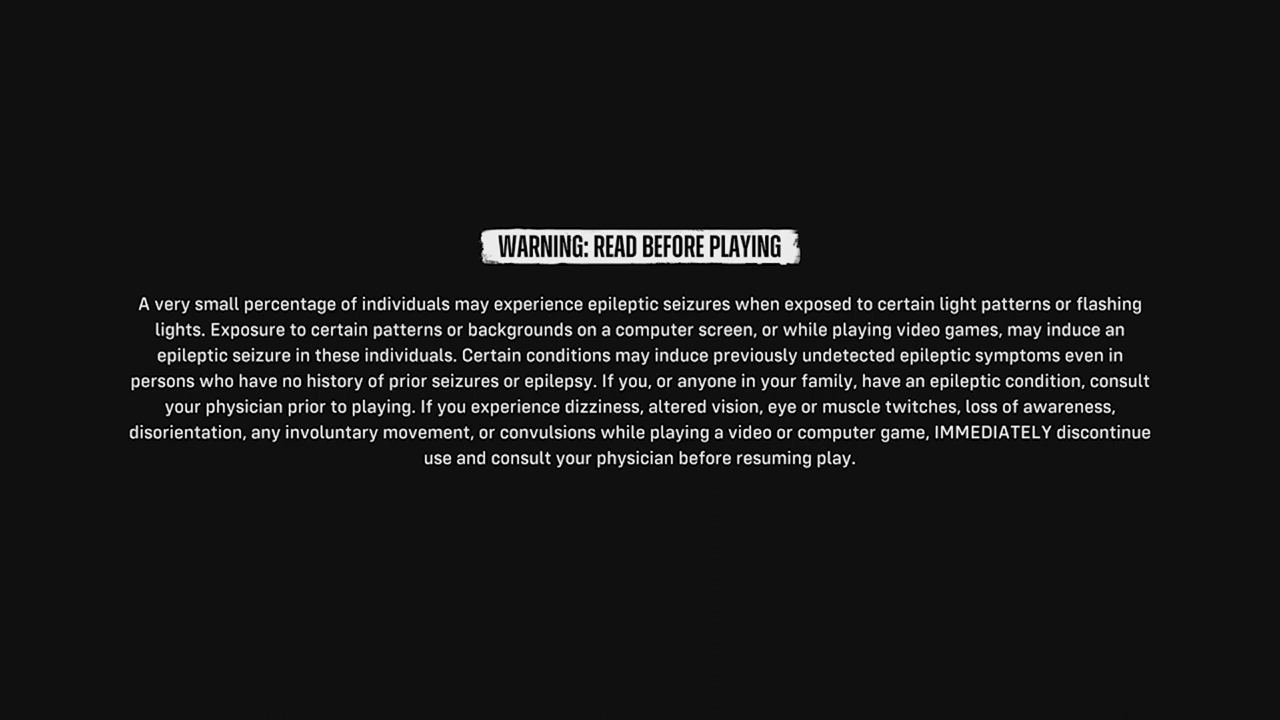 WARNING: READ BEFORE PLAYING
A very small percentage of individuals may experience epileptic seizures when exposed to certain light patterns or flashing
lights. Exposure to certain patterns or backgrounds on a computer screen, or while playing video games, may induce an
epileptic seizure in these individuals. Certain conditions may induce previously undetected epileptic symptoms even in
persons who have no history of prior seizures or epilepsy. If you, or anyone in your family, have an epileptic condition, consult
your physician prior to playing. If you experience dizziness, altered vision, eye or muscle twitches, loss of awareness,
disorientation, any involuntary movement, or convulsions while playing a video or computer game, IMMEDIATELY discontinue
use and consult your physician before resuming play.